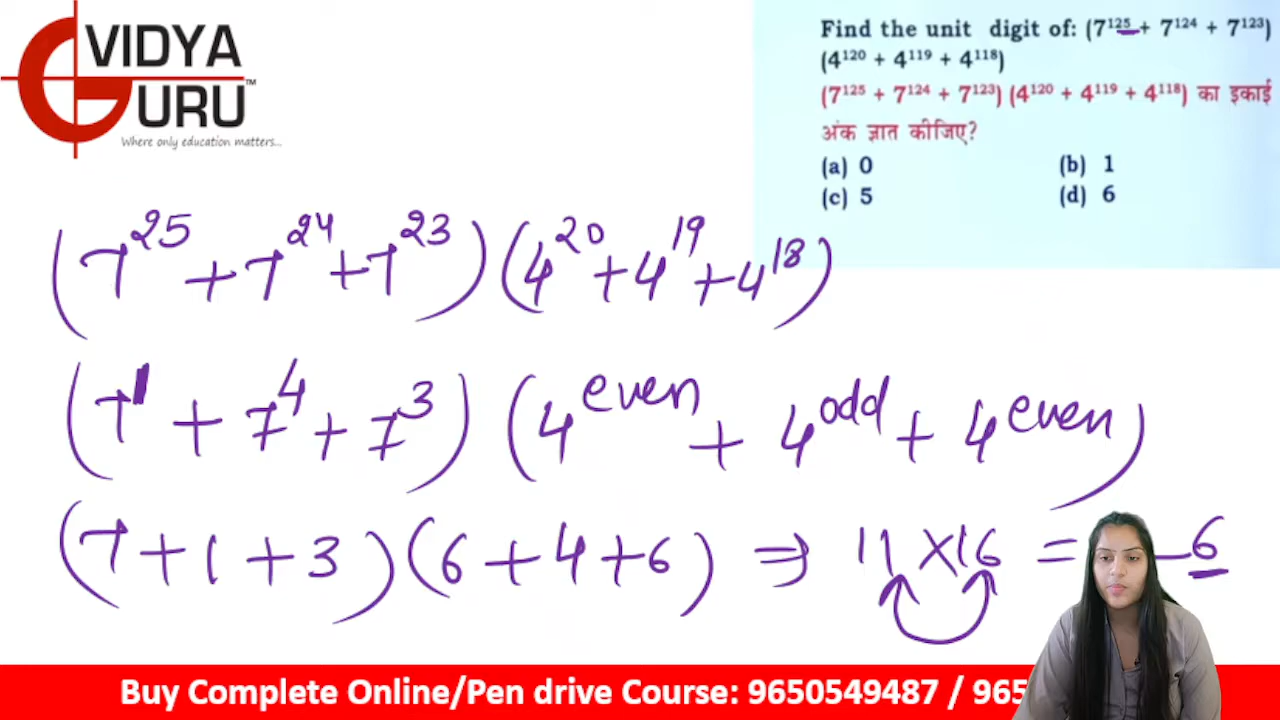 VIDYA
GURU™
Where only education matters...
Find the unit digit of: (7¹²⁵ + 7¹²⁴ + 7¹²³)
(4¹²⁰ + 4¹¹⁹ + 4¹¹⁸)
(7¹²⁵ + 7¹²⁴ + 7¹²³) (4¹²⁰ + 4¹¹⁹ + 4¹¹⁸) का इकाई
अंक ज्ञात कीजिए?
(a) 0 (b) 1
(c) 5 (d) 6
(7²⁵ + 7²⁴ + 7²³) (4²⁰ + 4¹⁹ + 4¹⁸)
(7¹ + 7⁴ + 7³) (4^even + 4^odd + 4^even)
(7 + 1 + 3) (6 + 4 + 6) ⇒ 11 × 16 = – 6
Buy Complete Online/Pen drive Course: 9650549487 / 965